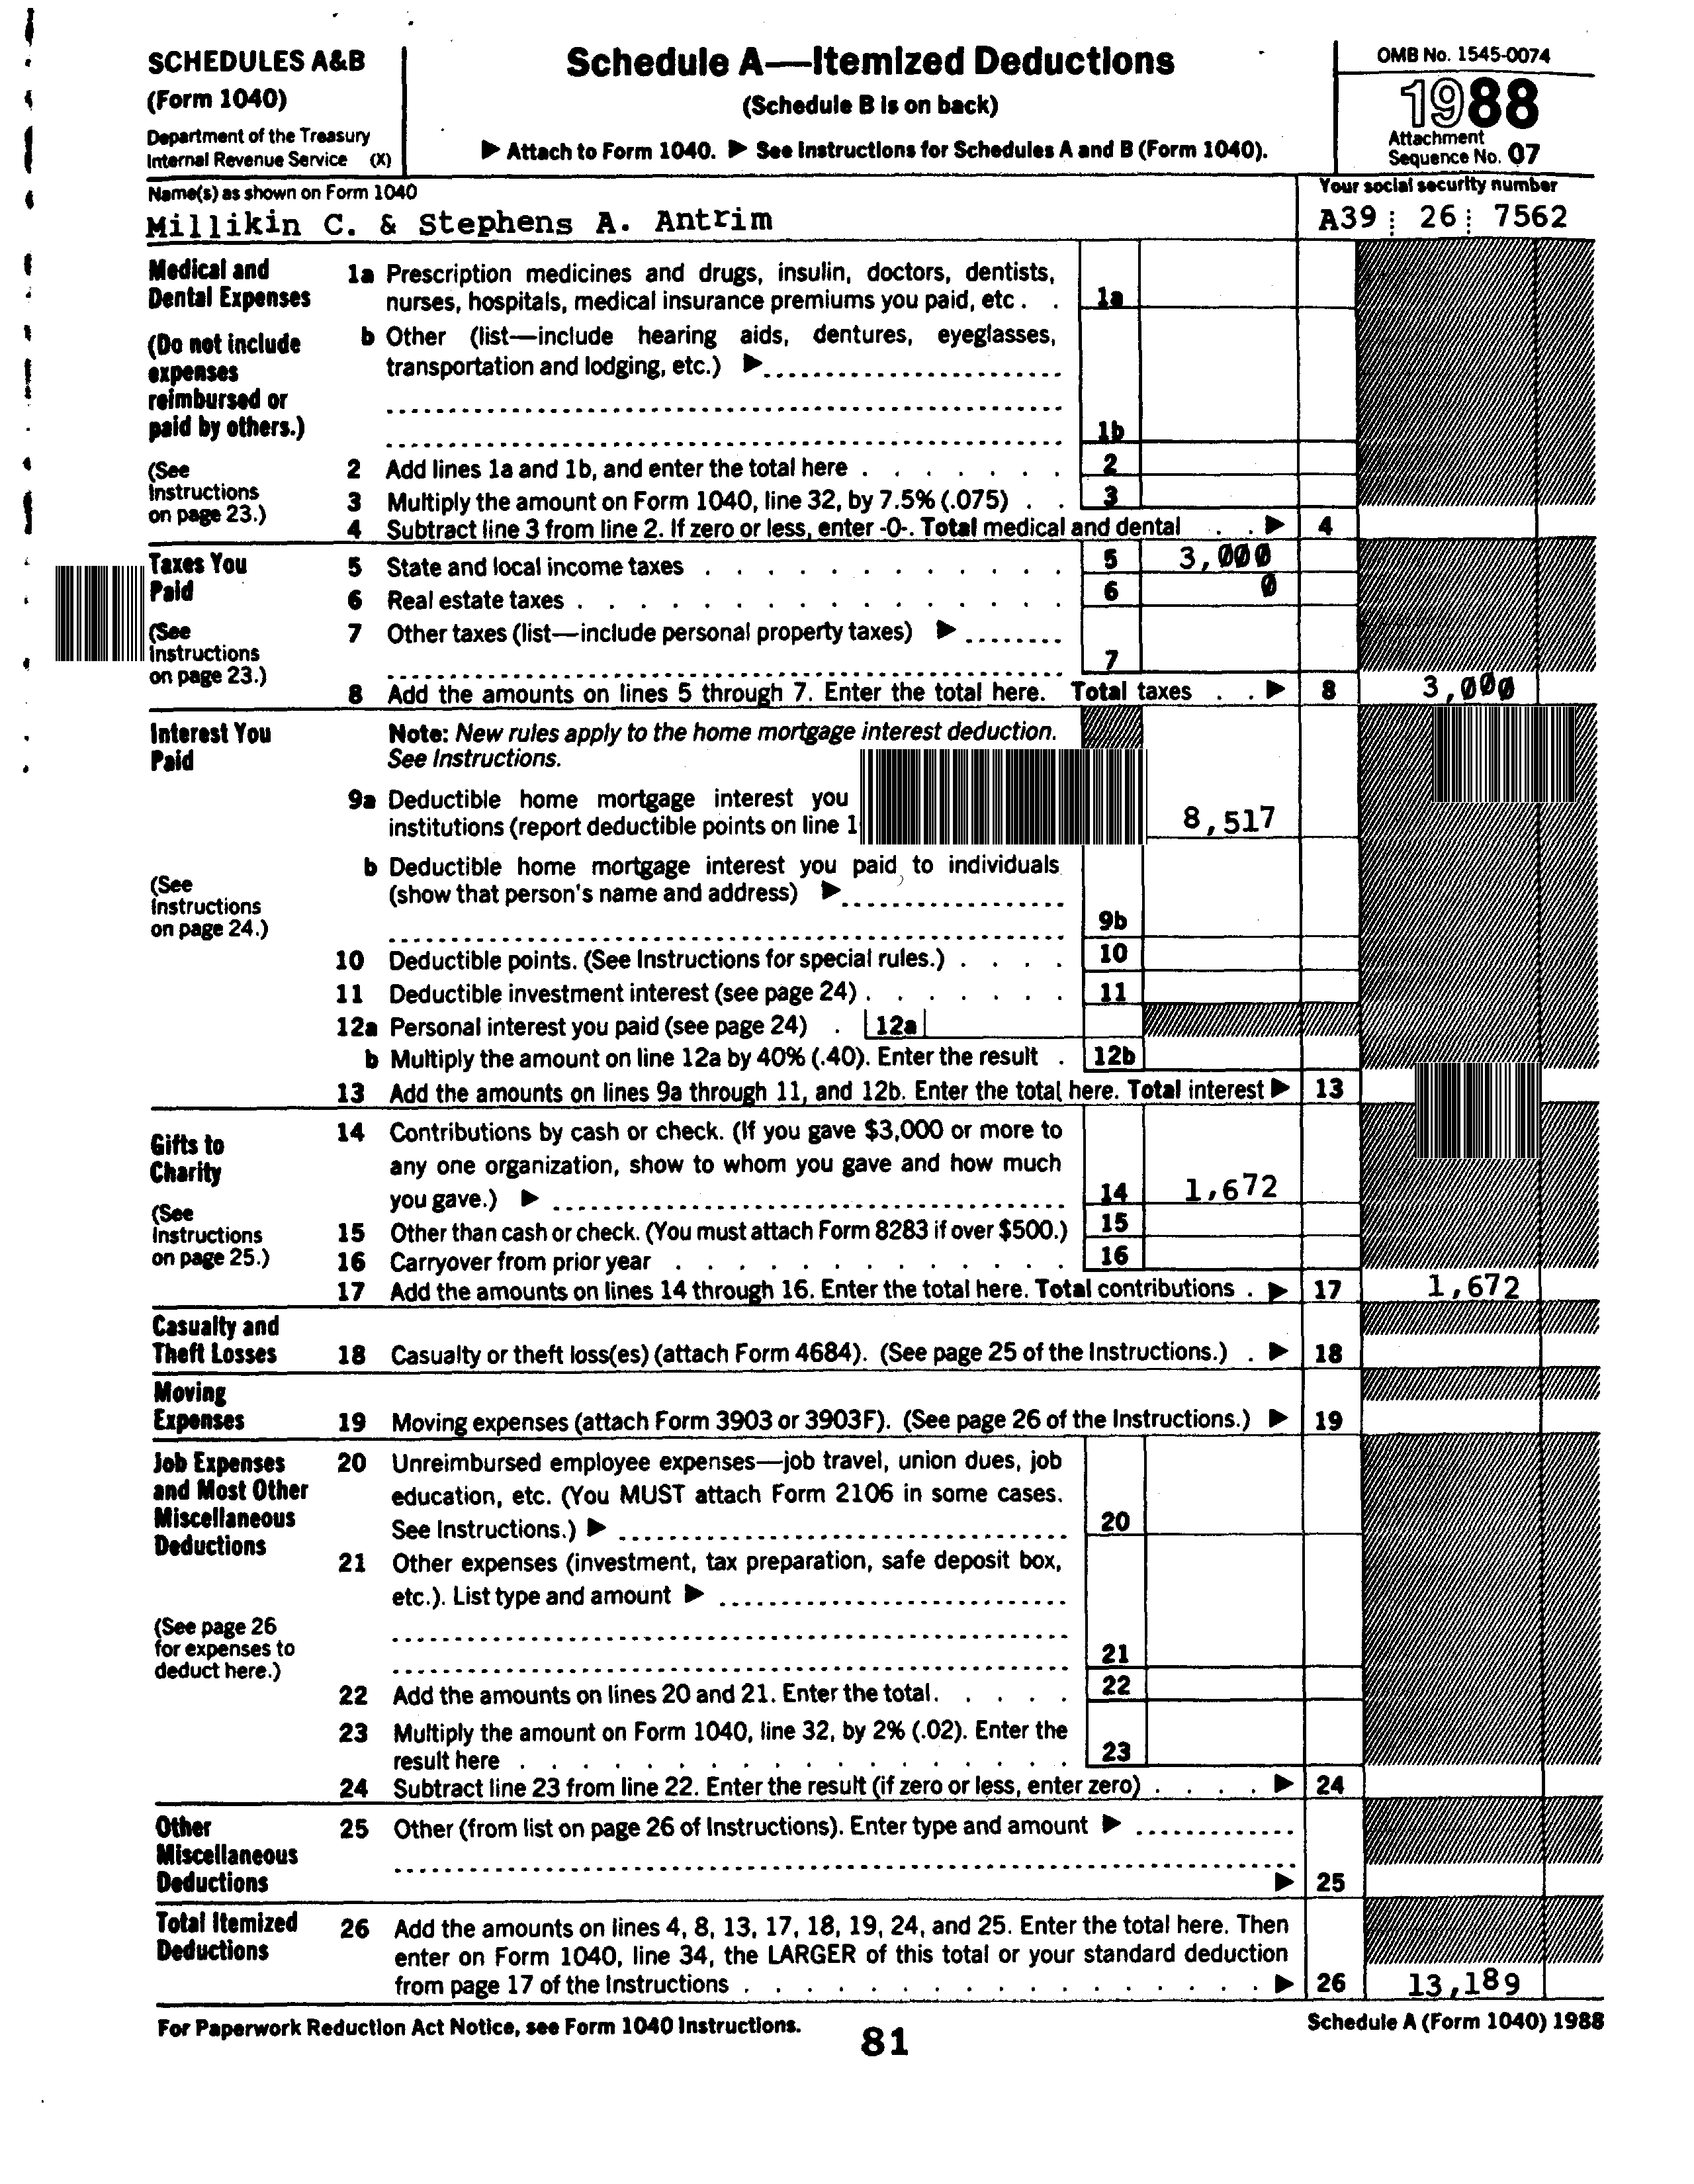 SCHEDULES A&B
(Form 1040)
Department of the Treasury
Internal Revenue Service (X)
Schedule A—Itemized Deductions
(Schedule B is on back)
▶ Attach to Form 1040. ▶ See Instructions for Schedules A and B (Form 1040).
OMB No. 1545-0074
1988
Attachment
Sequence No. 07
Name(s) as shown on Form 1040
Millikin C. & Stephens A. Antrim
Your social security number
A39 26 7562
Medical and
Dental Expenses
(Do not include
expenses
reimbursed or
paid by others.)
(See
Instructions
on page 23.)
1a Prescription medicines and drugs, insulin, doctors, dentists,
nurses, hospitals, medical insurance premiums you paid, etc . . 1a
b Other (list—include hearing aids, dentures, eyeglasses,
transportation and lodging, etc.) ▶
1b
2 Add lines 1a and 1b, and enter the total here . . . . . . . 2
3 Multiply the amount on Form 1040, line 32, by 7.5% (.075) . . 3
4 Subtract line 3 from line 2. If zero or less, enter -0-. Total medical and dental . . ▶ 4
Taxes You
Paid
(See
Instructions
on page 23.)
5 State and local income taxes . . . . . . . . . . . . 5 3,000
6 Real estate taxes . . . . . . . . . . . . . . . . 6 0
7 Other taxes (list—include personal property taxes) ▶
7
8 Add the amounts on lines 5 through 7. Enter the total here. Total taxes . . ▶ 8 3,000
Interest You
Paid
(See
Instructions
on page 24.)
Note: New rules apply to the home mortgage interest deduction.
See Instructions.
9a Deductible home mortgage interest you
institutions (report deductible points on line 1 8,517
b Deductible home mortgage interest you paid to individuals
(show that person's name and address) ▶
9b
10 Deductible points. (See Instructions for special rules.) . . . . 10
11 Deductible investment interest (see page 24) . . . . . . . 11
12a Personal interest you paid (see page 24) . 12a
b Multiply the amount on line 12a by 40% (.40). Enter the result . 12b
13 Add the amounts on lines 9a through 11, and 12b. Enter the total here. Total interest ▶ 13
Gifts to
Charity
(See
Instructions
on page 25.)
14 Contributions by cash or check. (If you gave $3,000 or more to
any one organization, show to whom you gave and how much
you gave.) ▶ 14 1,672
15 Other than cash or check. (You must attach Form 8283 if over $500.) 15
16 Carryover from prior year . . . . . . . . . . . . . 16
17 Add the amounts on lines 14 through 16. Enter the total here. Total contributions . ▶ 17 1,672
Casualty and
Theft Losses
18 Casualty or theft loss(es) (attach Form 4684). (See page 25 of the Instructions.) . ▶ 18
Moving
Expenses
19 Moving expenses (attach Form 3903 or 3903F). (See page 26 of the Instructions.) ▶ 19
Job Expenses
and Most Other
Miscellaneous
Deductions
(See page 26
for expenses to
deduct here.)
20 Unreimbursed employee expenses—job travel, union dues, job
education, etc. (You MUST attach Form 2106 in some cases.
See Instructions.) ▶ 20
21 Other expenses (investment, tax preparation, safe deposit box,
etc.). List type and amount ▶
21
22 Add the amounts on lines 20 and 21. Enter the total. . . . . 22
23 Multiply the amount on Form 1040, line 32, by 2% (.02). Enter the
result here . . . . . . . . . . . . . . . . . . 23
24 Subtract line 23 from line 22. Enter the result (if zero or less, enter zero) . . . . ▶ 24
Other
Miscellaneous
Deductions
25 Other (from list on page 26 of Instructions). Enter type and amount ▶
▶ 25
Total Itemized
Deductions
26 Add the amounts on lines 4, 8, 13, 17, 18, 19, 24, and 25. Enter the total here. Then
enter on Form 1040, line 34, the LARGER of this total or your standard deduction
from page 17 of the Instructions . . . . . . . . . . . . . . . . . ▶ 26 13,189
For Paperwork Reduction Act Notice, see Form 1040 Instructions.
81
Schedule A (Form 1040) 1988